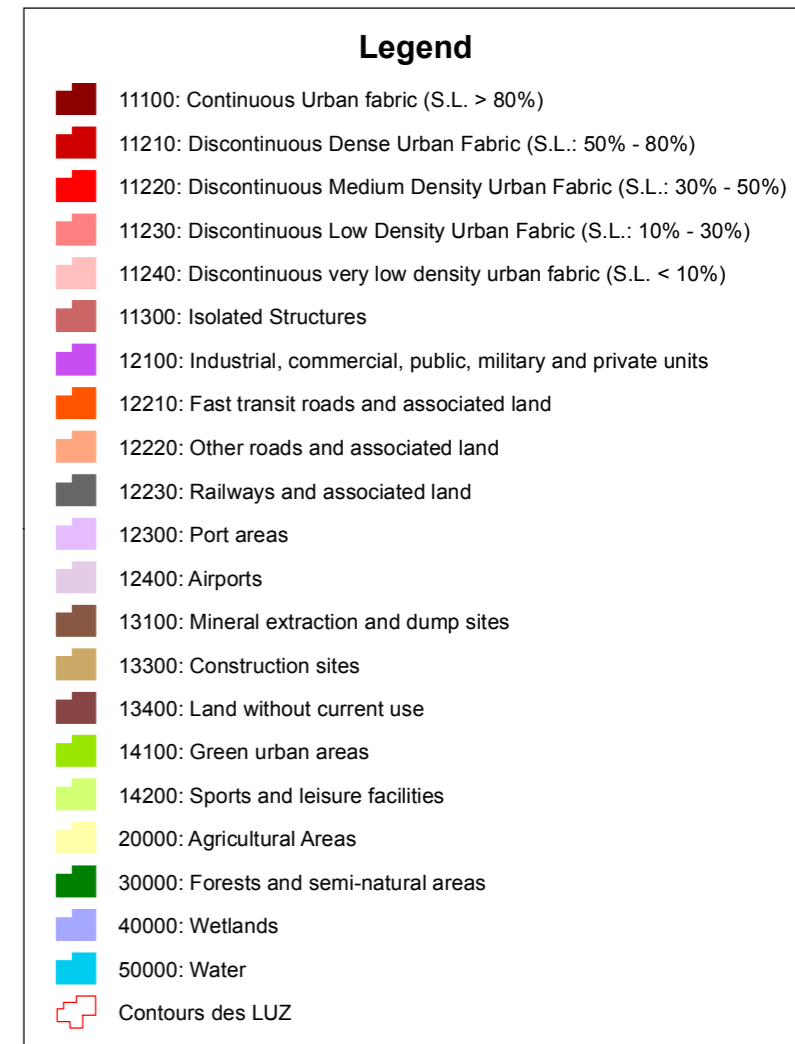 Legend
11100: Continuous Urban fabric (S.L. > 80%)
11210: Discontinuous Dense Urban Fabric (S.L.: 50% - 80%)
11220: Discontinuous Medium Density Urban Fabric (S.L.: 30% - 50%)
11230: Discontinuous Low Density Urban Fabric (S.L.: 10% - 30%)
11240: Discontinuous very low density urban fabric (S.L. < 10%)
11300: Isolated Structures
12100: Industrial, commercial, public, military and private units
12210: Fast transit roads and associated land
12220: Other roads and associated land
12230: Railways and associated land
12300: Port areas
12400: Airports
13100: Mineral extraction and dump sites
13300: Construction sites
13400: Land without current use
14100: Green urban areas
14200: Sports and leisure facilities
20000: Agricultural Areas
30000: Forests and semi-natural areas
40000: Wetlands
50000: Water
Contours des LUZ